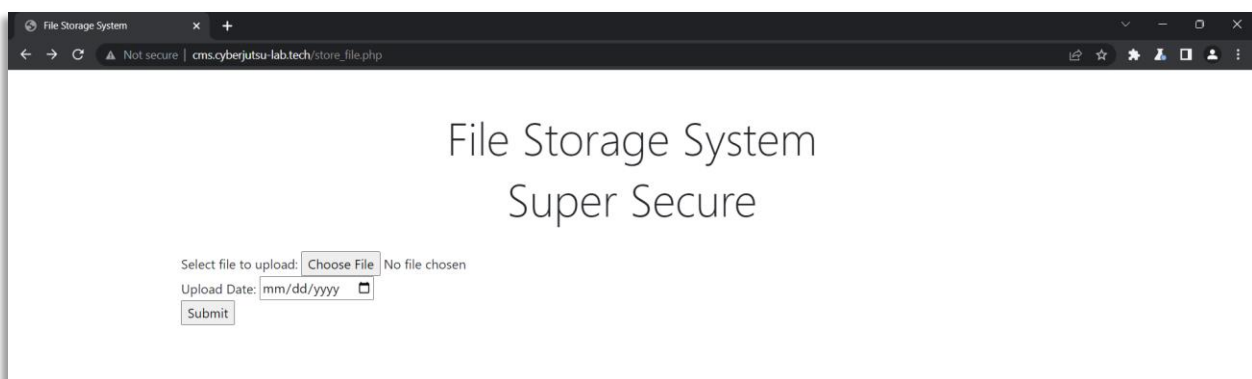 File Storage System
Not secure | cms.cyberjutsu-lab.tech/store_file.php
File Storage System
Super Secure
Select file to upload: Choose File No file chosen
Upload Date: mm/dd/yyyy
Submit